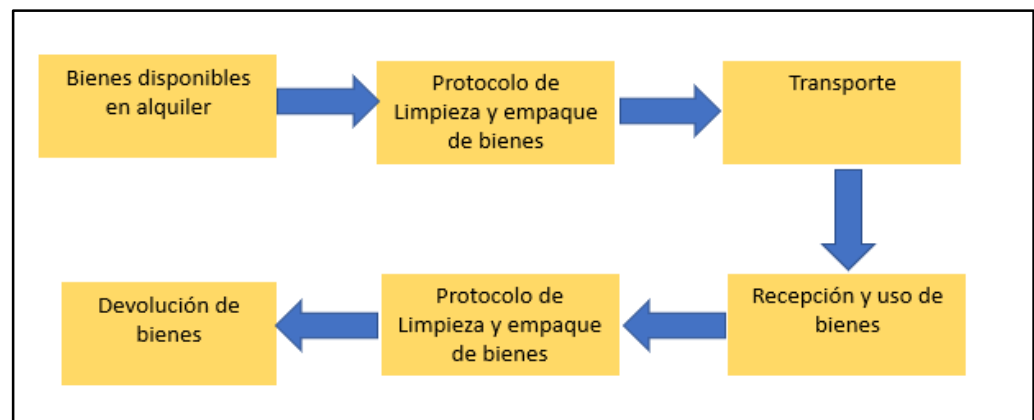 Bienes disponibles
en alquiler
Protocolo de
Limpieza y empaque
de bienes
Transporte
Recepción y uso de
bienes
Protocolo de
Limpieza y empaque
de bienes
Devolución de
bienes